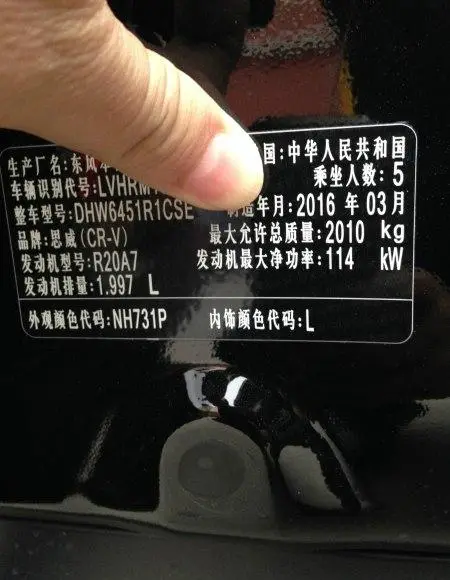 生产厂名:东风 国:中华人民共和国
车辆识别代号:LVHRM 乘坐人数:5
整车型号:DHW6451R1CSE 制造年月:2016 年 03月
品牌:思威(CR-V) 最大允许总质量:2010 kg
发动机型号:R20A7 发动机最大净功率:114 kW
发动机排量:1.997 L
外观颜色代码:NH731P 内饰颜色代码:L